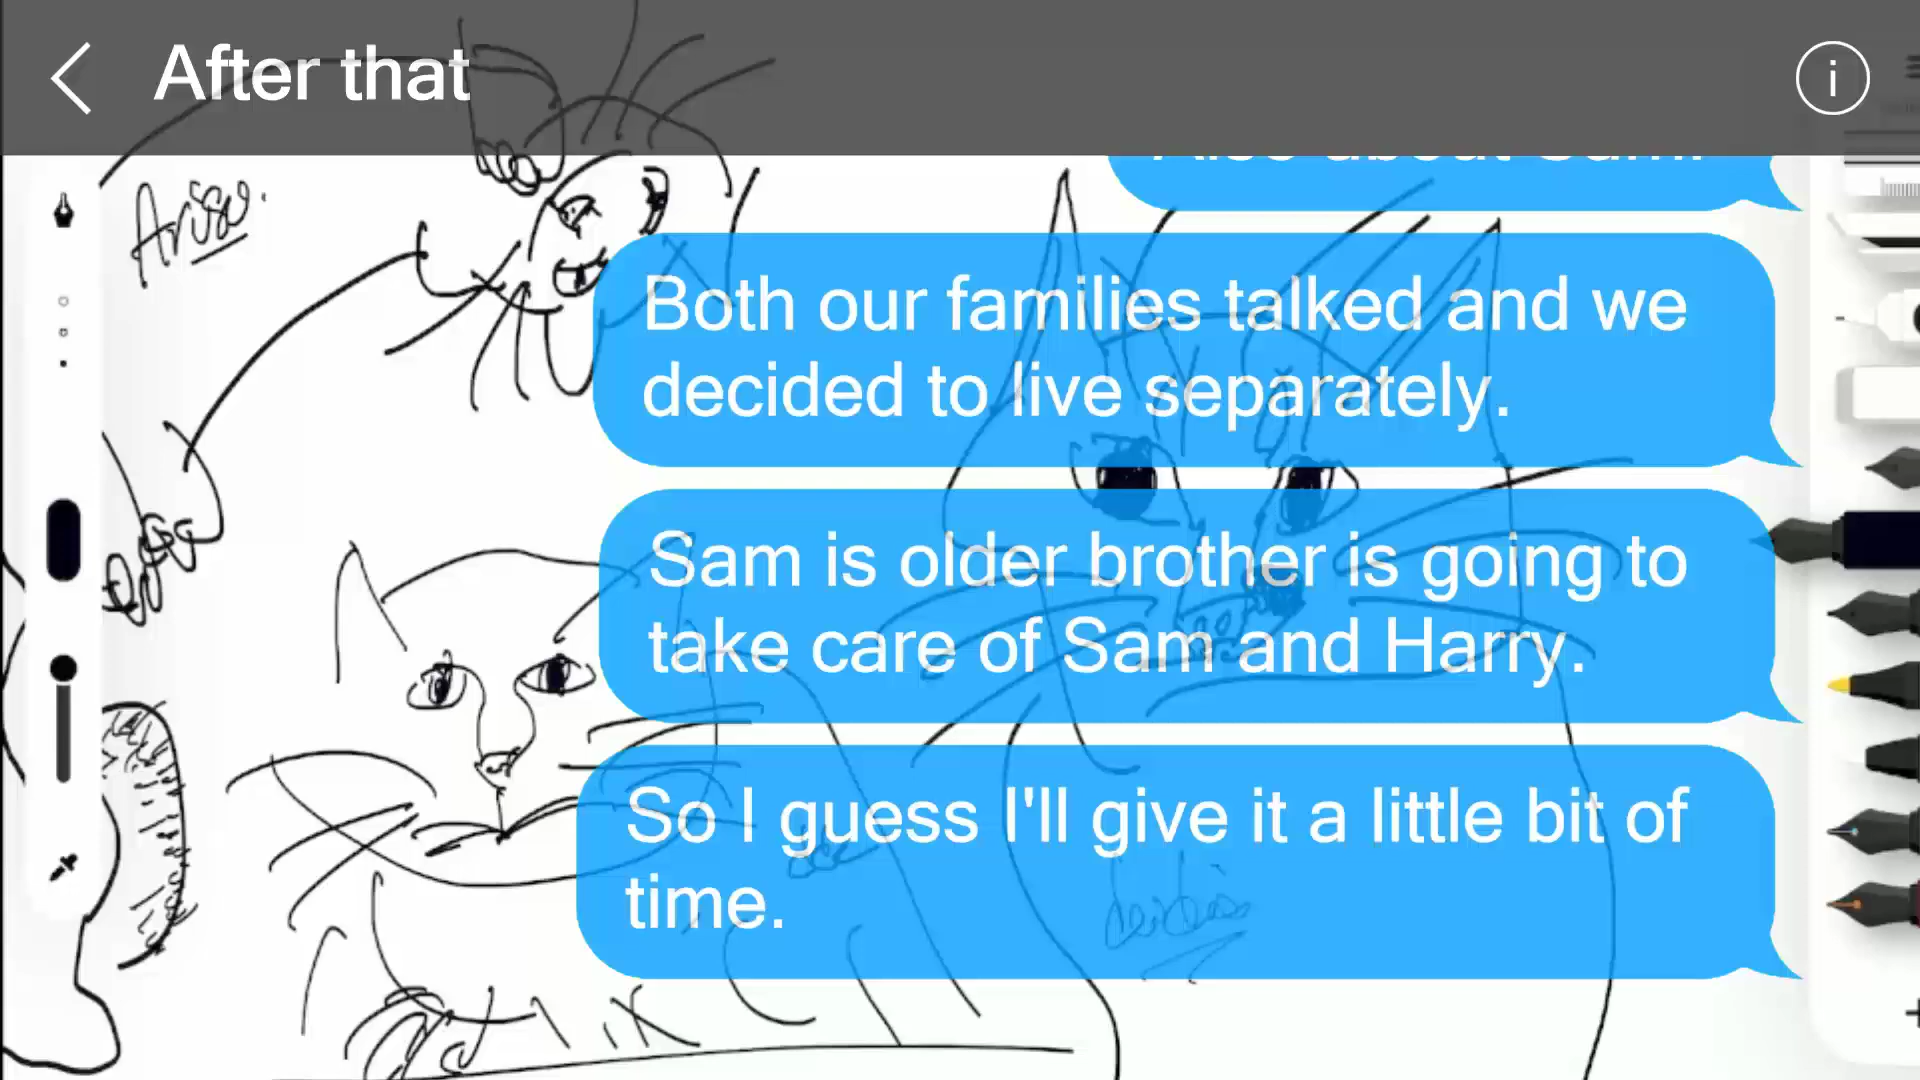 After that
Both our families talked and we
decided to live separately.
Sam is older brother is going to
take care of Sam and Harry.
So I guess I'll give it a little bit of
time.